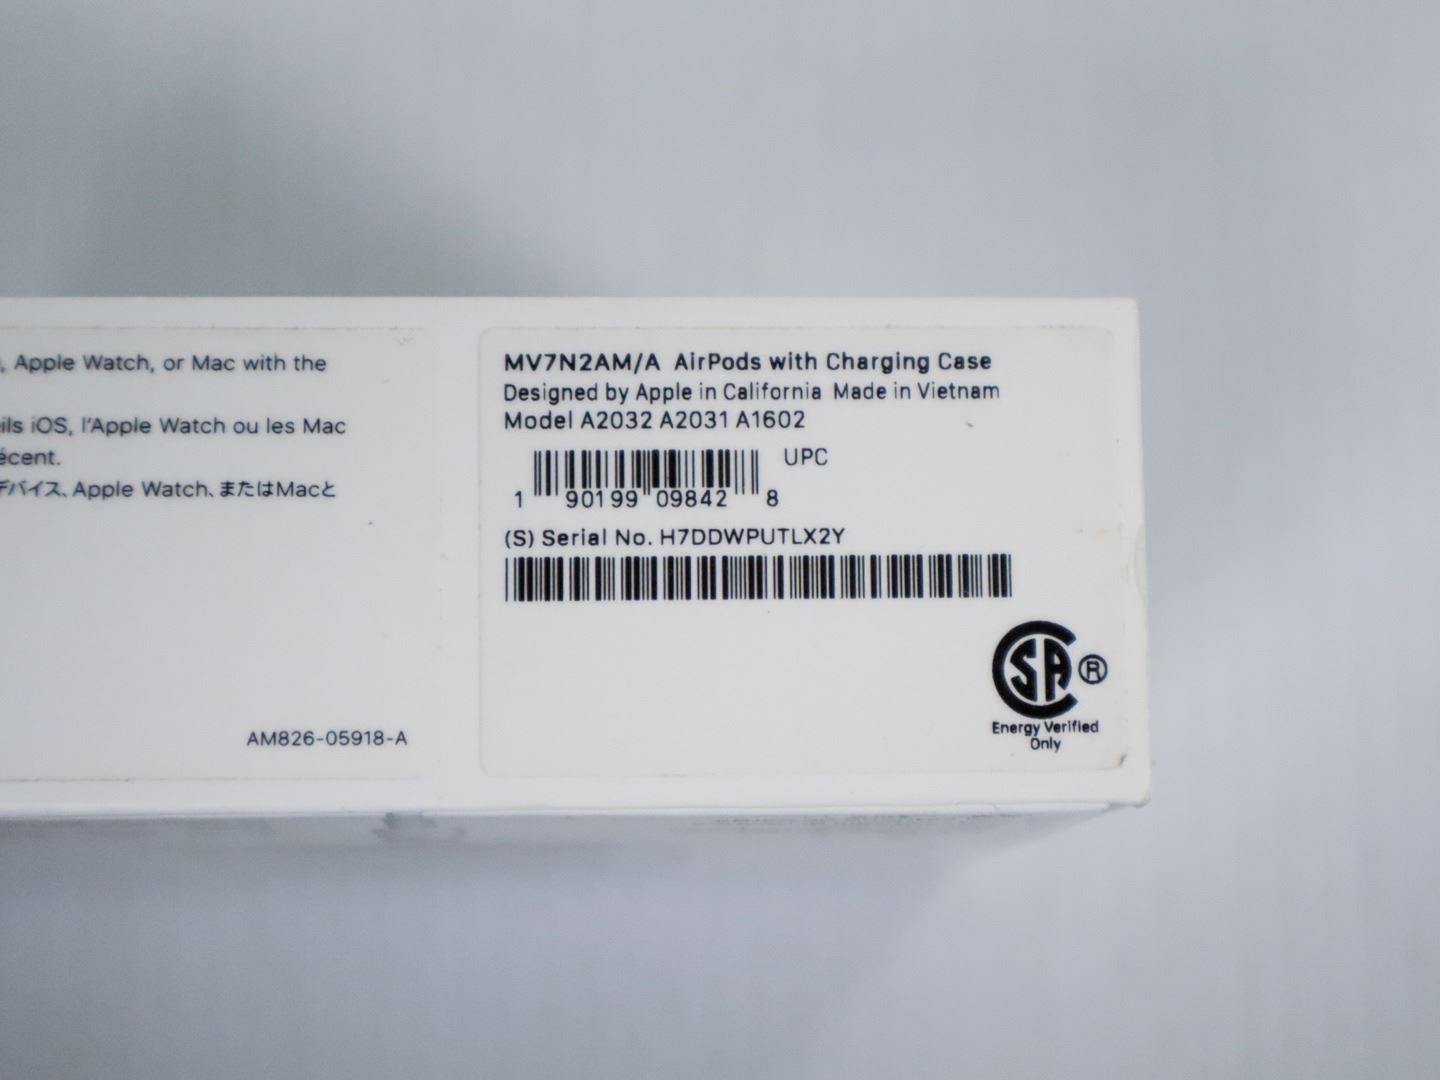 , Apple Watch, or Mac with the
ils iOS, l'Apple Watch ou les Mac
écent.
デバイス、Apple Watch、またはMacと
AM826-05918-A
MV7N2AM/A AirPods with Charging Case
Designed by Apple in California Made in Vietnam
Model A2032 A2031 A1602
UPC
1 90199 09842 8
(S) Serial No. H7DDWPUTLX2Y
CSA ®
Energy Verified
Only